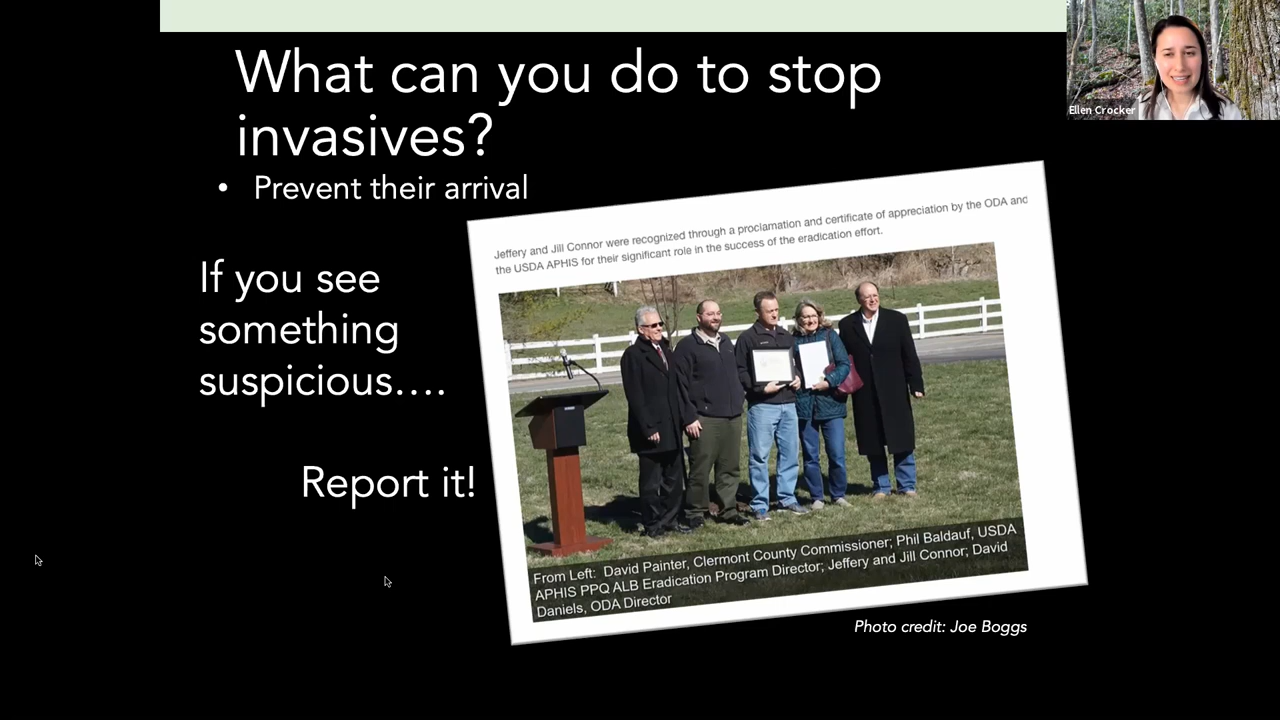 What can you do to stop
invasives?
• Prevent their arrival
If you see
something
suspicious….
Report it!
Jeffery and Jill Connor were recognized through a proclamation and certificate of appreciation by the ODA and
the USDA APHIS for their significant role in the success of the eradication effort.
From Left: David Painter, Clermont County Commissioner; Phil Baldauf, USDA
APHIS PPQ ALB Eradication Program Director; Jeffery and Jill Connor; David
Daniels, ODA Director
Photo credit: Joe Boggs
Ellen Crocker